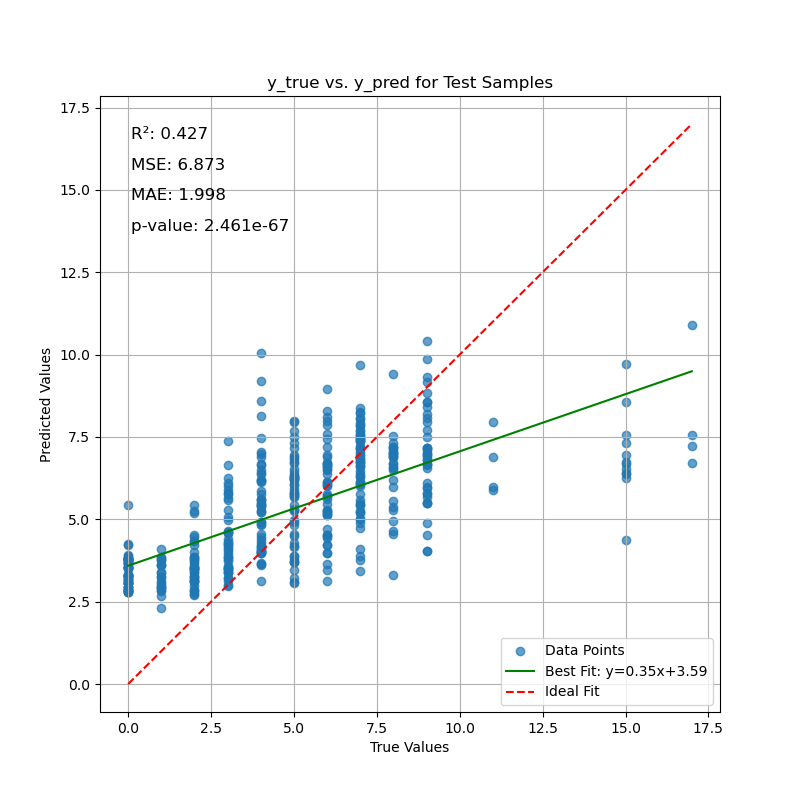 y_true vs. y_pred for Test Samples
17.5
15.0
12.5
10.0
7.5
5.0
2.5
0.0
Predicted Values
R²: 0.427
MSE: 6.873
MAE: 1.998
p-value: 2.461e-67
Data Points
Best Fit: y=0.35x+3.59
Ideal Fit
0.0 2.5 5.0 7.5 10.0 12.5 15.0 17.5
True Values